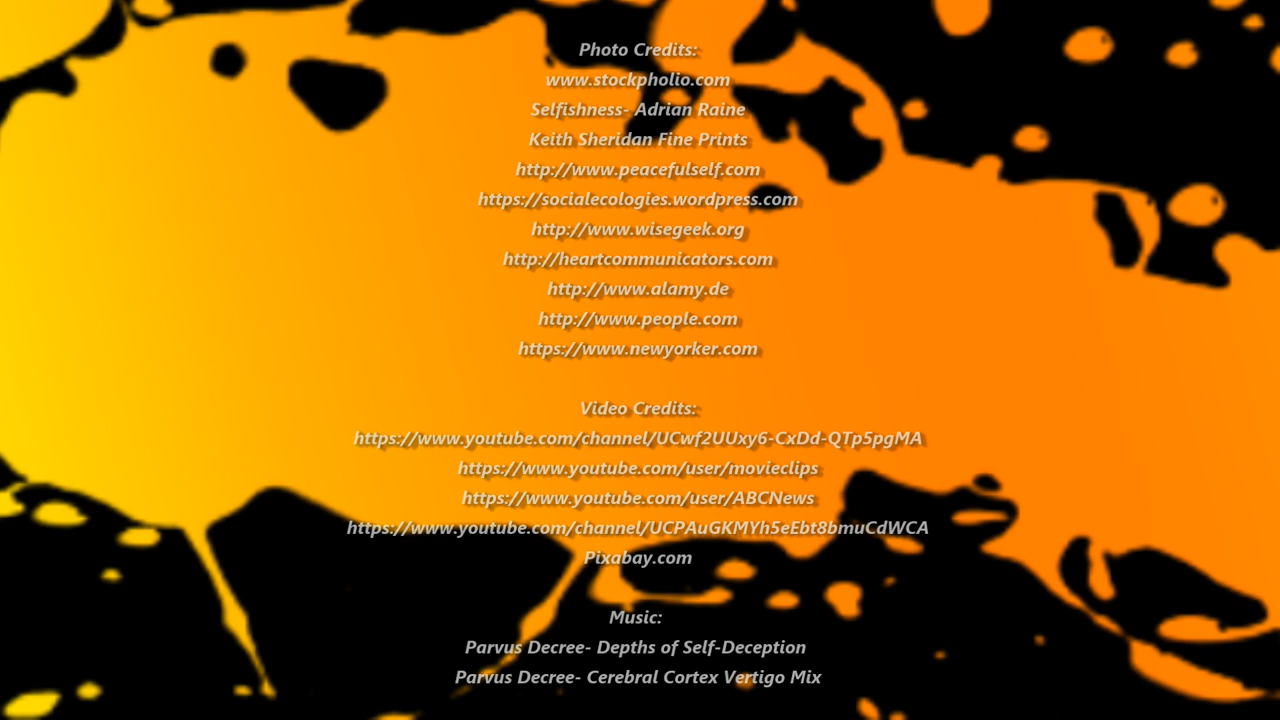 Photo Credits:
www.stockpholio.com
Selfishness- Adrian Raine
Keith Sheridan Fine Prints
http://www.peacefulself.com
https://socialecologies.wordpress.com
http://www.wisegeek.org
http://heartcommunicators.com
http://www.alamy.de
http://www.people.com
https://www.newyorker.com
Video Credits:
https://www.youtube.com/channel/UCwf2UUxy6-CxDd-QTp5pgMA
https://www.youtube.com/user/movieclips
https://www.youtube.com/user/ABCNews
https://www.youtube.com/channel/UCPAuGKMYh5eEbt8bmuCdWCA
Pixabay.com
Music:
Parvus Decree- Depths of Self-Deception
Parvus Decree- Cerebral Cortex Vertigo Mix